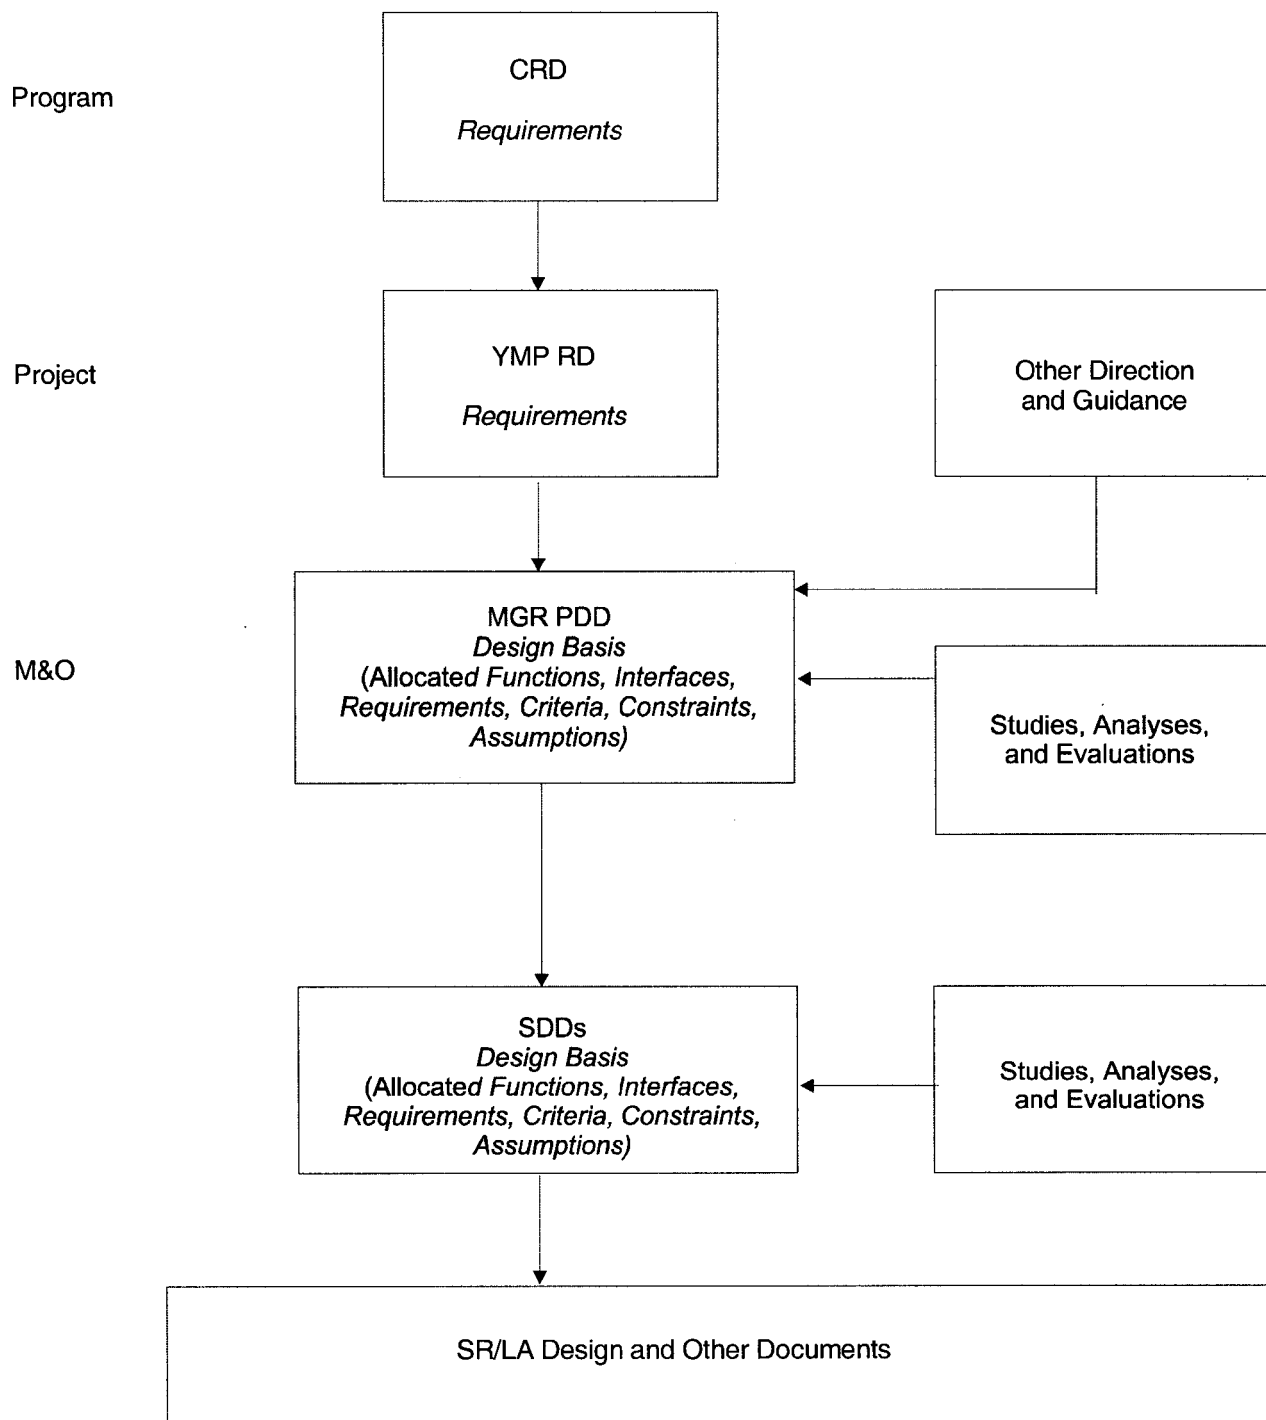 Program
CRD
Requirements
Project
YMP RD
Requirements
Other Direction
and Guidance
M&O
MGR PDD
Design Basis
(Allocated Functions, Interfaces,
Requirements, Criteria, Constraints,
Assumptions)
Studies, Analyses,
and Evaluations
SDDs
Design Basis
(Allocated Functions, Interfaces,
Requirements, Criteria, Constraints,
Assumptions)
Studies, Analyses,
and Evaluations
SR/LA Design and Other Documents